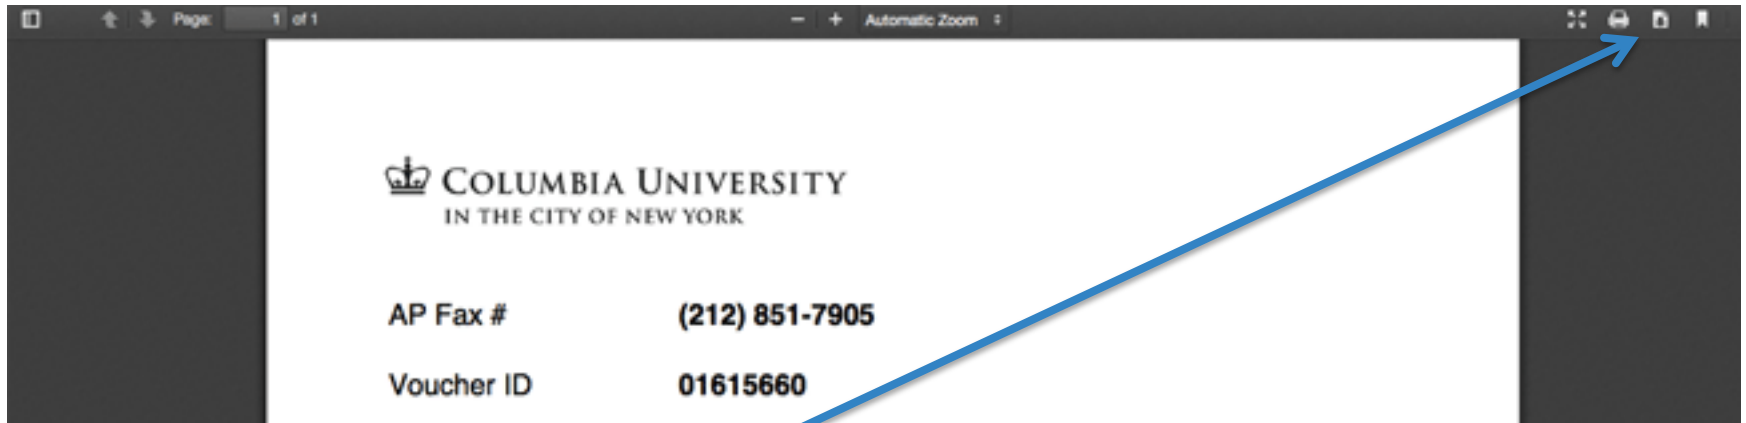 Page: 1 of 1 Automatic Zoom
COLUMBIA UNIVERSITY
IN THE CITY OF NEW YORK
AP Fax # (212) 851-7905
Voucher ID 01615660